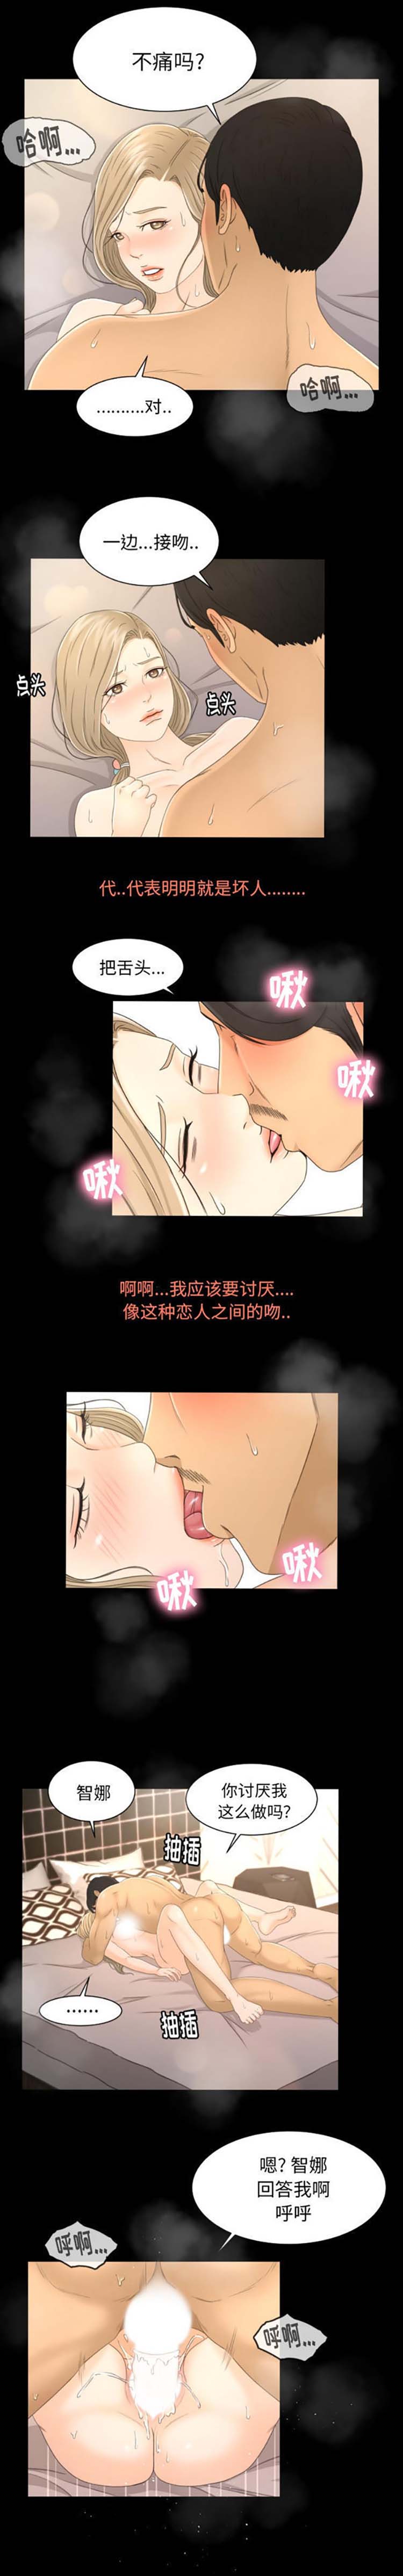 不痛吗?
哈啊...
..........对..
哈啊...
一边...接吻..
点头
点头
代..代表明明就是坏人........
把舌头...
啾
啾
啾
啊啊...我应该要讨厌....
像这种恋人之间的吻..
啾
啾
智娜
你讨厌我
这么做吗?
抽插
......
抽插
嗯? 智娜
回答我啊
呼呼
呼啊...
呼啊...